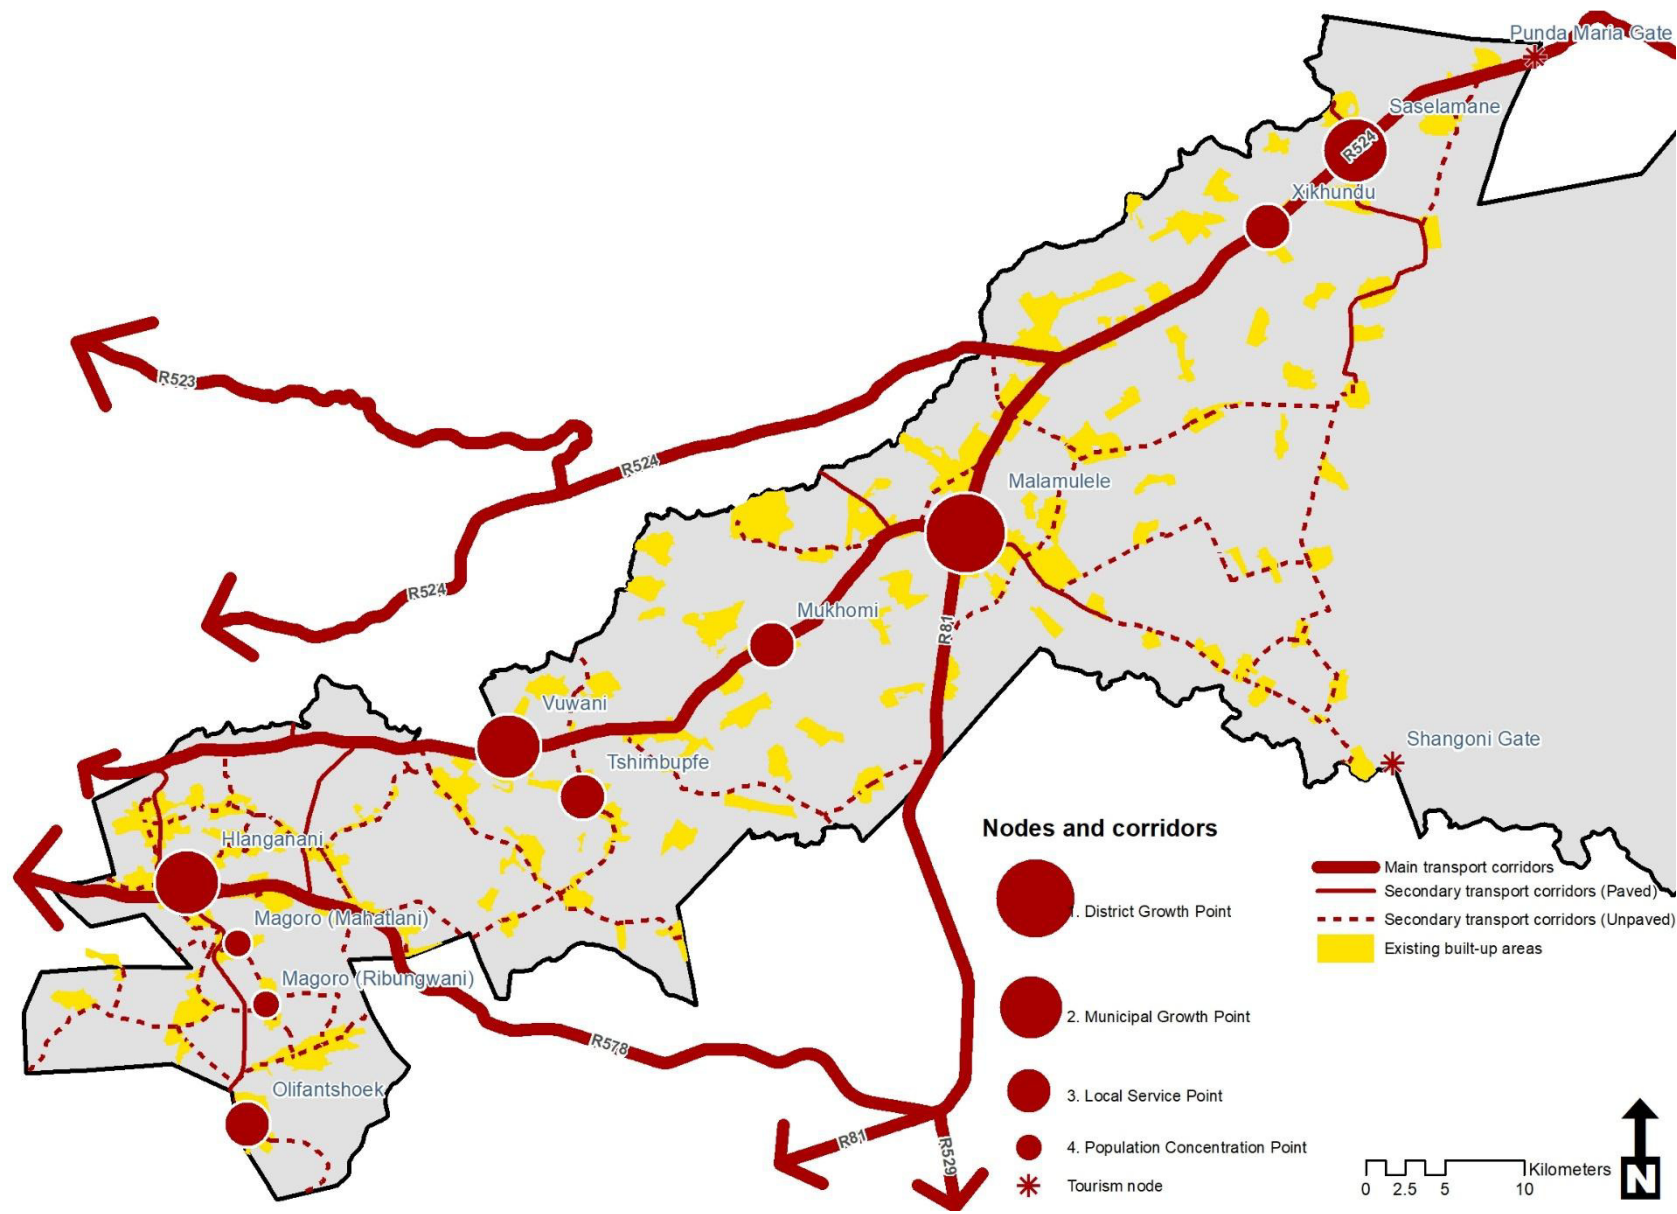 Punda Maria Gate
Saselamane
R524
Xikhundu
R523
R524
Malamulele
R524
Mukhomi
R81
Vuwani
Tshimbupfe
Shangoni Gate
Hlanganani
Magoro (Mahatlani)
Magoro (Ribungwani)
R578
Olifantshoek
R81
R529
Nodes and corridors
1. District Growth Point
2. Municipal Growth Point
3. Local Service Point
4. Population Concentration Point
Tourism node
Main transport corridors
Secondary transport corridors (Paved)
Secondary transport corridors (Unpaved)
Existing built-up areas
Kilometers
0 2.5 5 10
N